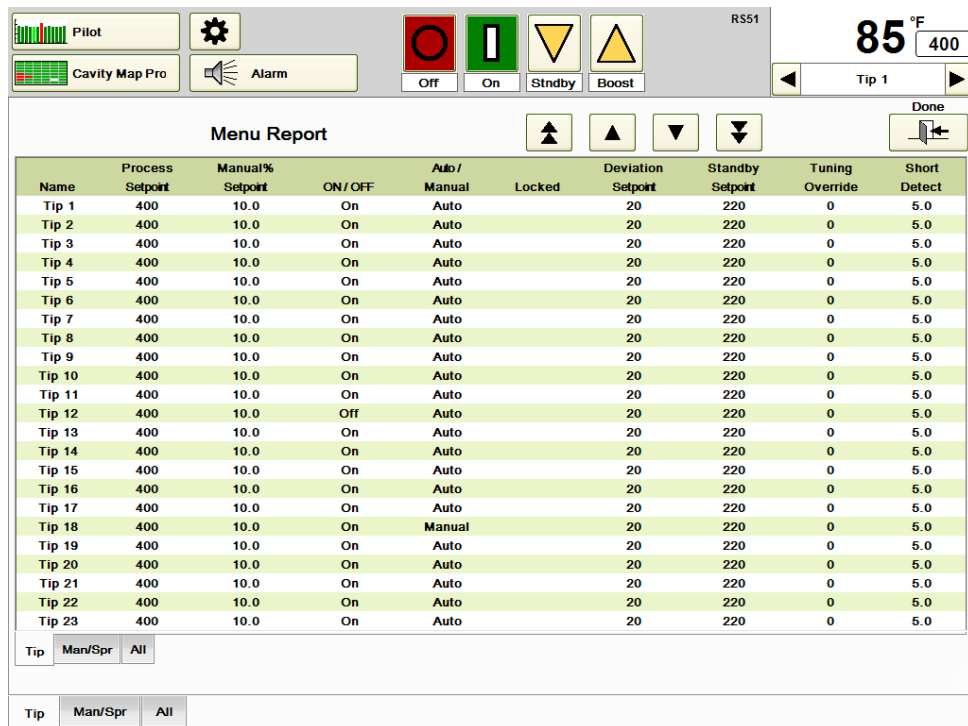 Pilot
RS51
85 °F 400
Cavity Map Pro Alarm
Off On Stndby Boost
Tip 1
Done
Menu Report
Process Manual% Auto / Deviation Standby Tuning Short
Name Setpoint Setpoint ON / OFF Manual Locked Setpoint Setpoint Override Detect
Tip 1 400 10.0 On Auto 20 220 0 5.0
Tip 2 400 10.0 On Auto 20 220 0 5.0
Tip 3 400 10.0 On Auto 20 220 0 5.0
Tip 4 400 10.0 On Auto 20 220 0 5.0
Tip 5 400 10.0 On Auto 20 220 0 5.0
Tip 6 400 10.0 On Auto 20 220 0 5.0
Tip 7 400 10.0 On Auto 20 220 0 5.0
Tip 8 400 10.0 On Auto 20 220 0 5.0
Tip 9 400 10.0 On Auto 20 220 0 5.0
Tip 10 400 10.0 On Auto 20 220 0 5.0
Tip 11 400 10.0 On Auto 20 220 0 5.0
Tip 12 400 10.0 Off Auto 20 220 0 5.0
Tip 13 400 10.0 On Auto 20 220 0 5.0
Tip 14 400 10.0 On Auto 20 220 0 5.0
Tip 15 400 10.0 On Auto 20 220 0 5.0
Tip 16 400 10.0 On Auto 20 220 0 5.0
Tip 17 400 10.0 On Auto 20 220 0 5.0
Tip 18 400 10.0 On Manual 20 220 0 5.0
Tip 19 400 10.0 On Auto 20 220 0 5.0
Tip 20 400 10.0 On Auto 20 220 0 5.0
Tip 21 400 10.0 On Auto 20 220 0 5.0
Tip 22 400 10.0 On Auto 20 220 0 5.0
Tip 23 400 10.0 On Auto 20 220 0 5.0
Tip Man/Spr All
Tip Man/Spr All